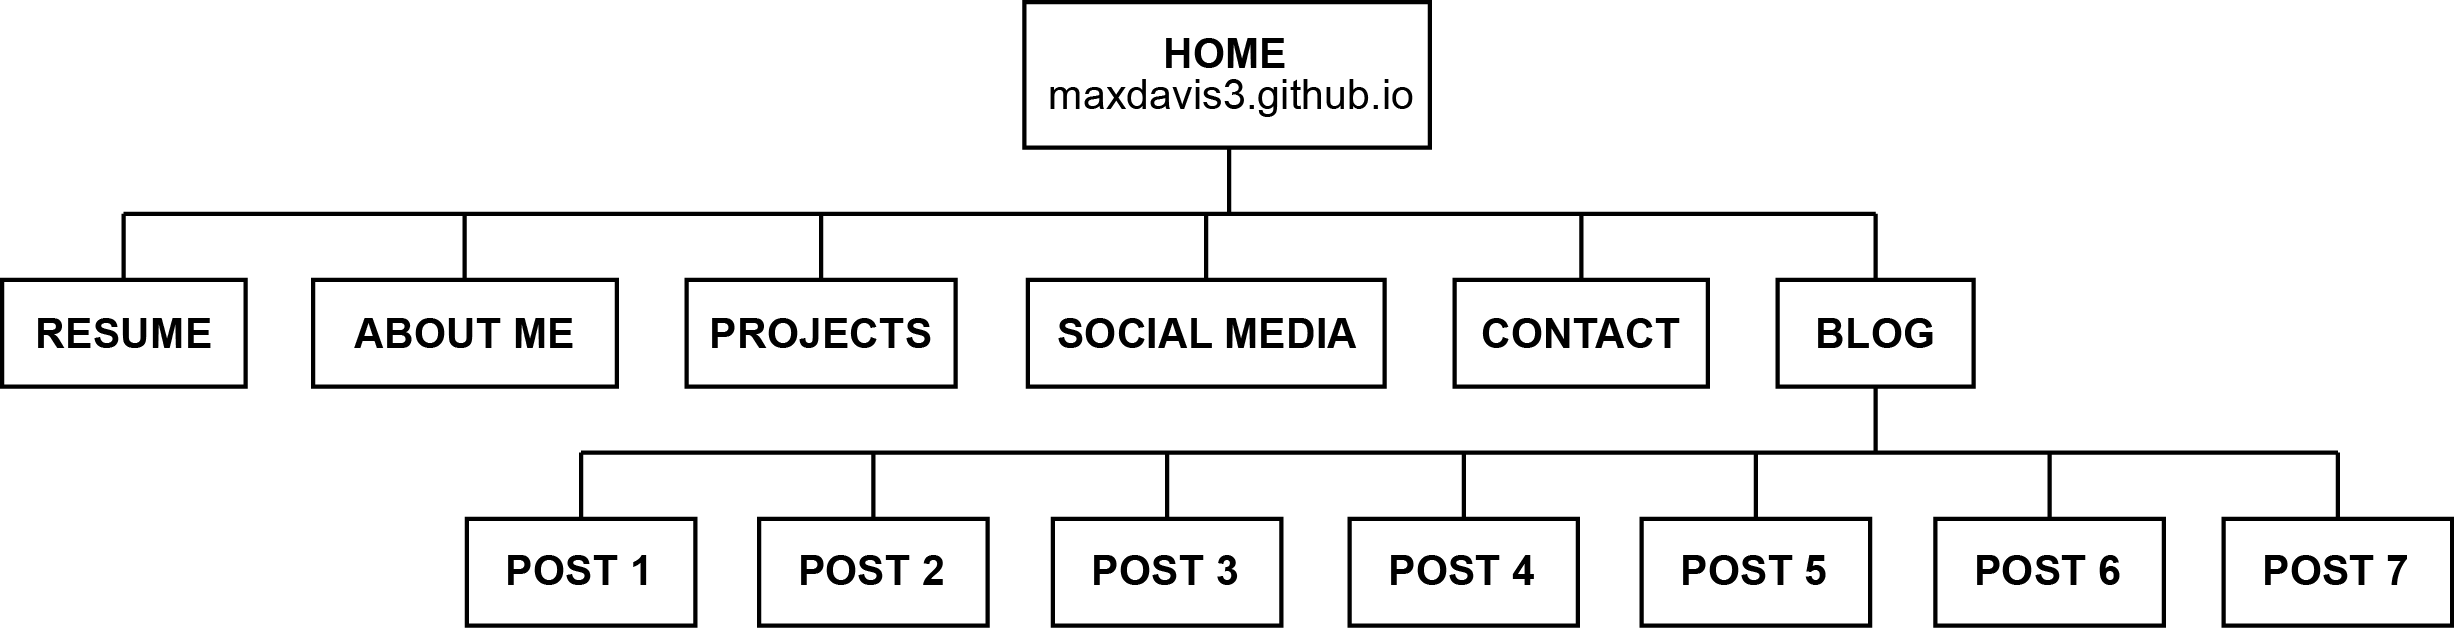 HOME
maxdavis3.github.io
RESUME
ABOUT ME
PROJECTS
SOCIAL MEDIA
CONTACT
BLOG
POST 1
POST 2
POST 3
POST 4
POST 5
POST 6
POST 7